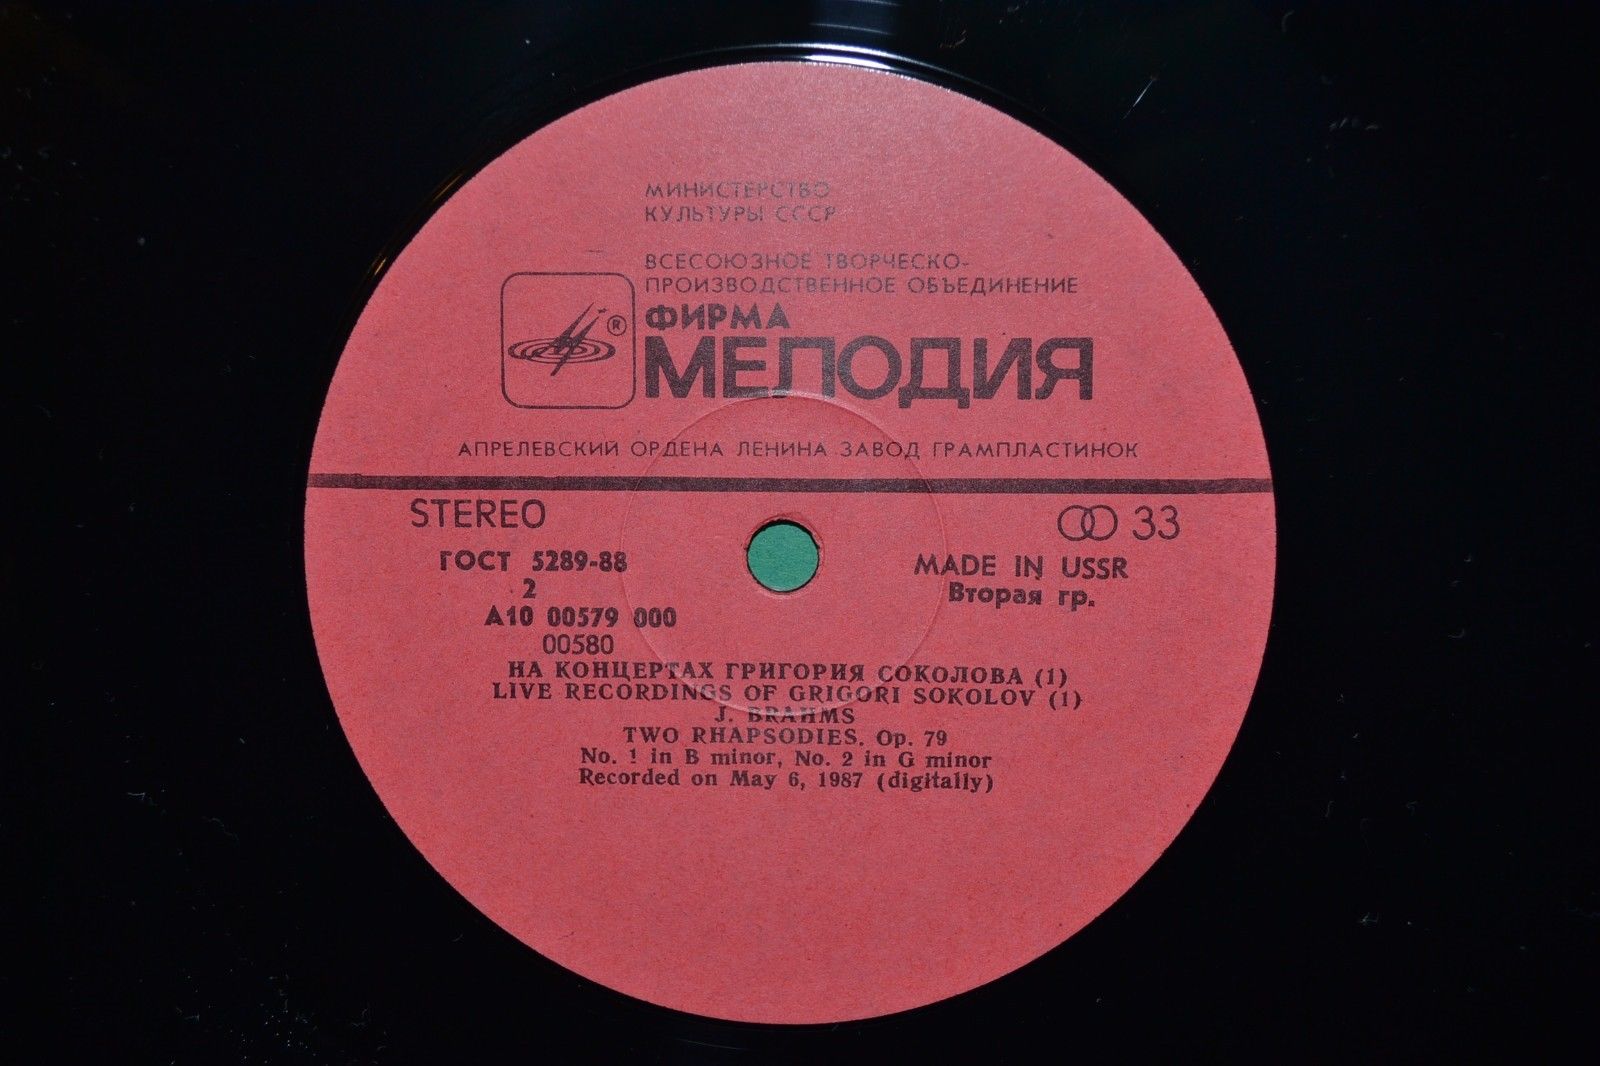 МИНИСТЕРСТВО
КУЛЬТУРЫ СССР
ВСЕСОЮЗНОЕ ТВОРЧЕСКО-
ПРОИЗВОДСТВЕННОЕ ОБЪЕДИНЕНИЕ
ФИРМА
®
МЕЛОДИЯ
АПРЕЛЕВСКИЙ ОРДЕНА ЛЕНИНА ЗАВОД ГРАМПЛАСТИНОК
STEREO
33
ГОСТ 5289-88
MADE IN USSR
2
Вторая гр.
А10 00579 000
00580
НА КОНЦЕРТАХ ГРИГОРИЯ СОКОЛОВА (1)
LIVE RECORDINGS OF GRIGORI SOKOLOV (1)
J. BRAHMS
TWO RHAPSODIES. Op. 79
No. 1 in B minor, No. 2 in G minor
Recorded on May 6, 1987 (digitally)